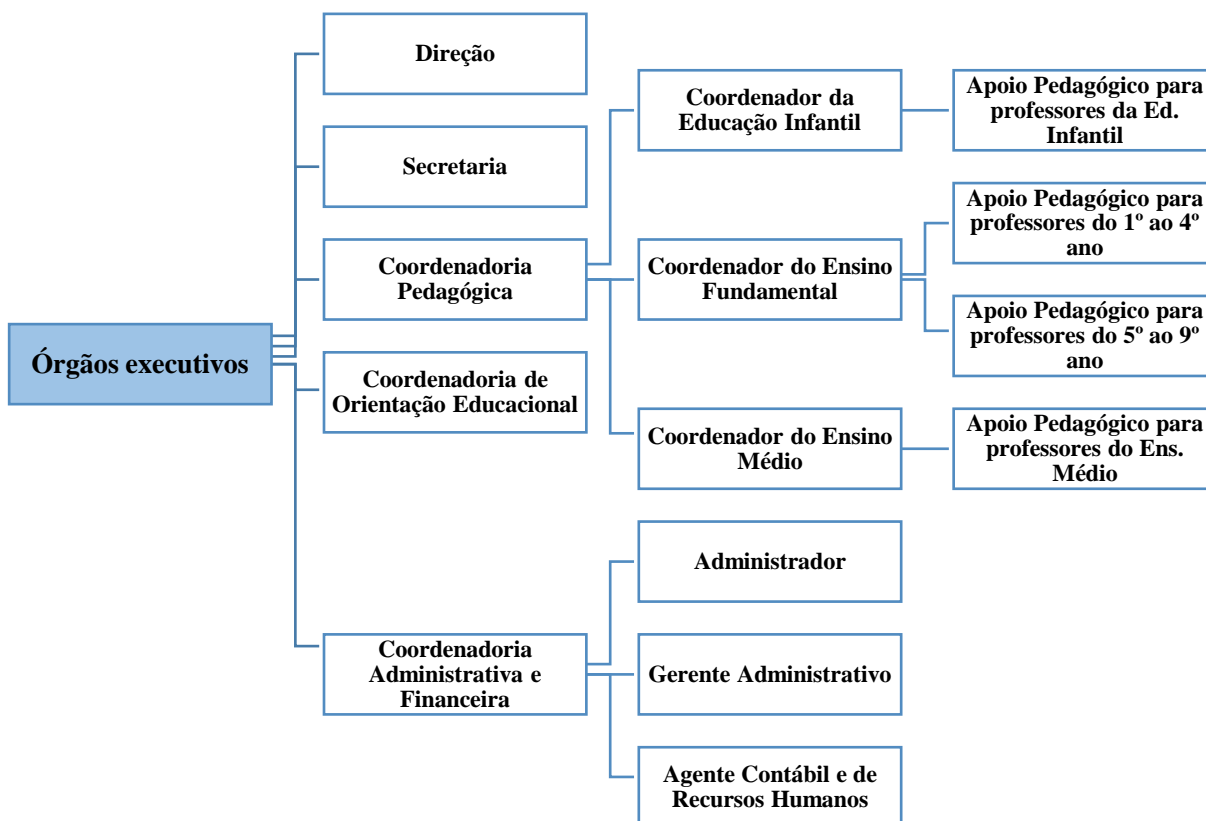 Órgãos executivos
Direção
Secretaria
Coordenadoria
Pedagógica
Coordenador da
Educação Infantil
Apoio Pedagógico para
professores da Ed.
Infantil
Coordenador do Ensino
Fundamental
Apoio Pedagógico para
professores do 1º ao 4º
ano
Apoio Pedagógico para
professores do 5º ao 9º
ano
Coordenador do Ensino
Médio
Apoio Pedagógico para
professores do Ens.
Médio
Coordenadoria de
Orientação Educacional
Coordenadoria
Administrativa e
Financeira
Administrador
Gerente Administrativo
Agente Contábil e de
Recursos Humanos